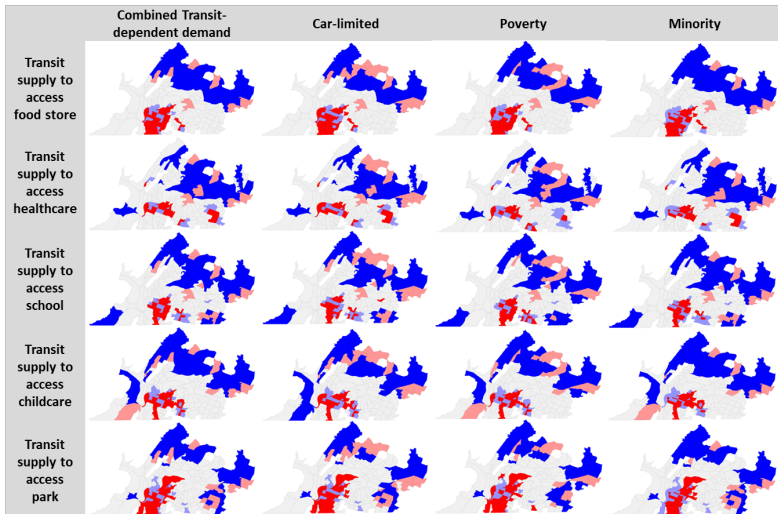 Combined Transit-
dependent demand
Car-limited
Poverty
Minority
Transit
supply to
access
food store
Transit
supply to
access
healthcare
Transit
supply to
access
school
Transit
supply to
access
childcare
Transit
supply to
access
park